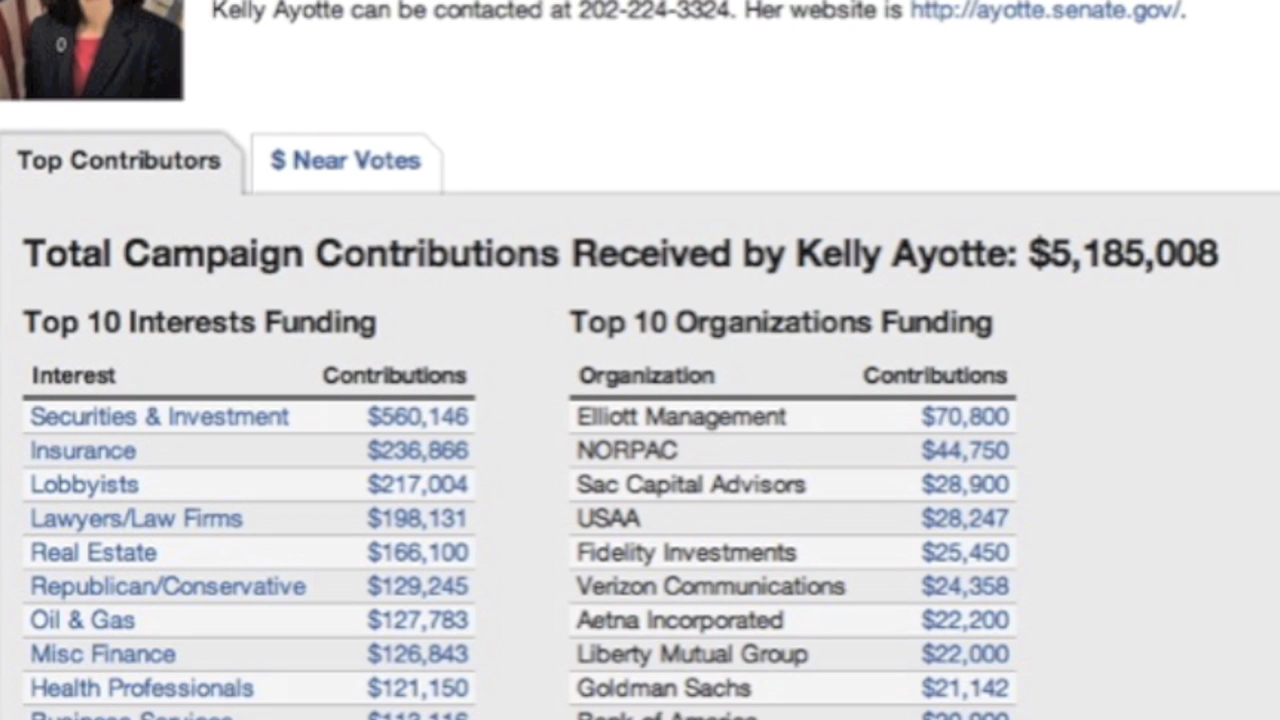 Kelly Ayotte can be contacted at 202-224-3324. Her website is http://ayotte.senate.gov/.
Top Contributors $ Near Votes
Total Campaign Contributions Received by Kelly Ayotte: $5,185,008
Top 10 Interests Funding
Interest Contributions
Securities & Investment $560,146
Insurance $236,866
Lobbyists $217,004
Lawyers/Law Firms $198,131
Real Estate $166,100
Republican/Conservative $129,245
Oil & Gas $127,783
Misc Finance $126,843
Health Professionals $121,150
Business Services
Top 10 Organizations Funding
Organization Contributions
Elliott Management $70,800
NORPAC $44,750
Sac Capital Advisors $28,900
USAA $28,247
Fidelity Investments $25,450
Verizon Communications $24,358
Aetna Incorporated $22,200
Liberty Mutual Group $22,000
Goldman Sachs $21,142
Bank of America